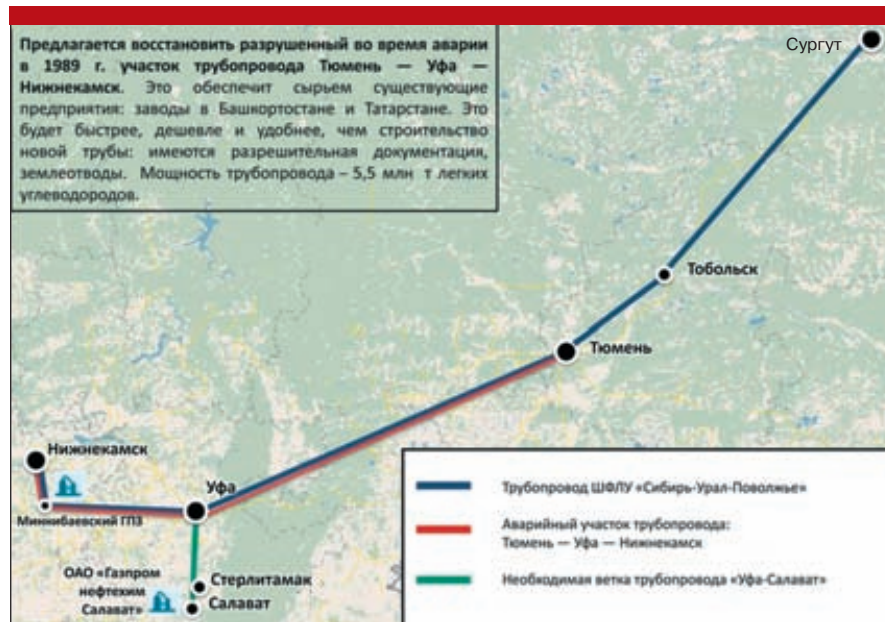 Предлагается восстановить разрушенный во время аварии
в 1989 г. участок трубопровода Тюмень — Уфа —
Нижнекамск. Это обеспечит сырьем существующие
предприятия: заводы в Башкортостане и Татарстане. Это
будет быстрее, дешевле и удобнее, чем строительство
новой трубы: имеются разрешительная документация,
землеотводы. Мощность трубопровода – 5,5 млн т легких
углеводородов.
Сургут
Тобольск
Тюмень
Нижнекамск
Уфа
Миннибаевский ГПЗ
ОАО «Газпром
нефтехим
Салават»
Стерлитамак
Салават
Трубопровод ШФЛУ «Сибирь-Урал-Поволжье»
Аварийный участок трубопровода:
Тюмень — Уфа — Нижнекамск
Необходимая ветка трубопровода «Уфа-Салават»